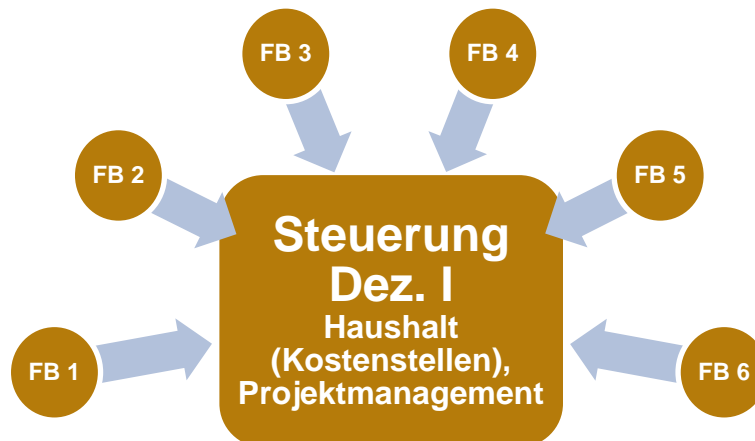 FB 3
FB 4
FB 2
FB 5
Steuerung
Dez. I
Haushalt
(Kostenstellen),
Projektmanagement
FB 1
FB 6